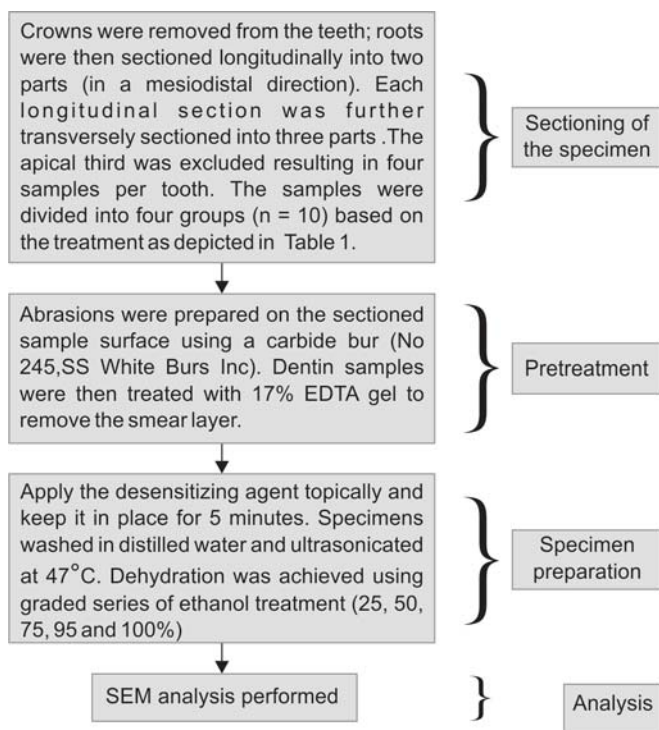 Crowns were removed from the teeth; roots
were then sectioned longitudinally into two
parts (in a mesiodistal direction). Each
longitudinal section was further
transversely sectioned into three parts .The
apical third was excluded resulting in four
samples per tooth. The samples were
divided into four groups (n = 10) based on
the treatment as depicted in Table 1.
Sectioning of
the specimen
Abrasions were prepared on the sectioned
sample surface using a carbide bur (No
245,SS White Burs Inc). Dentin samples
were then treated with 17% EDTA gel to
remove the smear layer.
Pretreatment
Apply the desensitizing agent topically and
keep it in place for 5 minutes. Specimens
washed in distilled water and ultrasonicated
at 47°C. Dehydration was achieved using
graded series of ethanol treatment (25, 50,
75, 95 and 100%)
Specimen
preparation
SEM analysis performed
Analysis